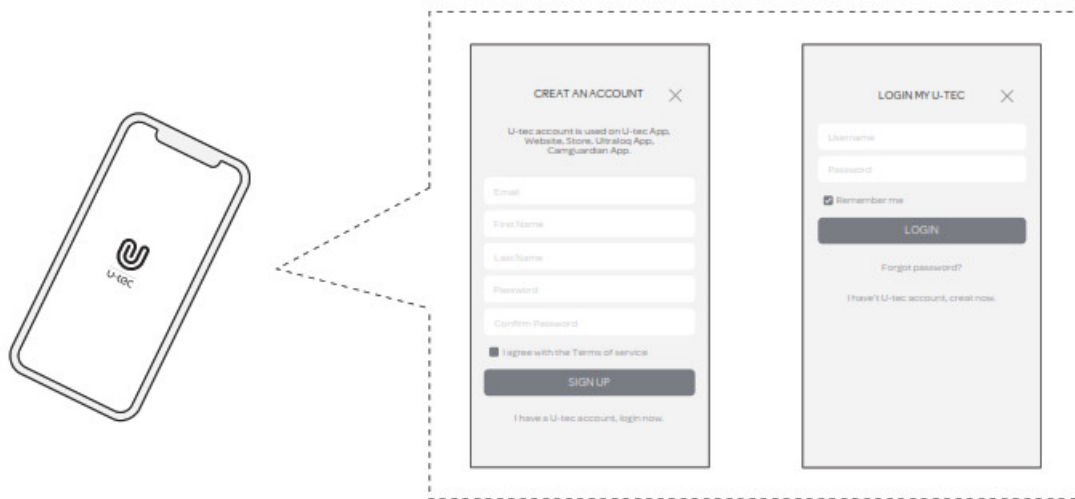 u-tec
CREAT AN ACCOUNT
U-tec account is used on U-tec App,
Website, Store, Ultraloq App,
Camguardian App.
Email
First Name
Last Name
Password
Confirm Password
I agree with the Terms of service
SIGN UP
I have a U-tec account, login now.
LOGIN MY U-TEC
Username
Password
Remember me
LOGIN
Forgot password?
I have't U-tec account, creat now.